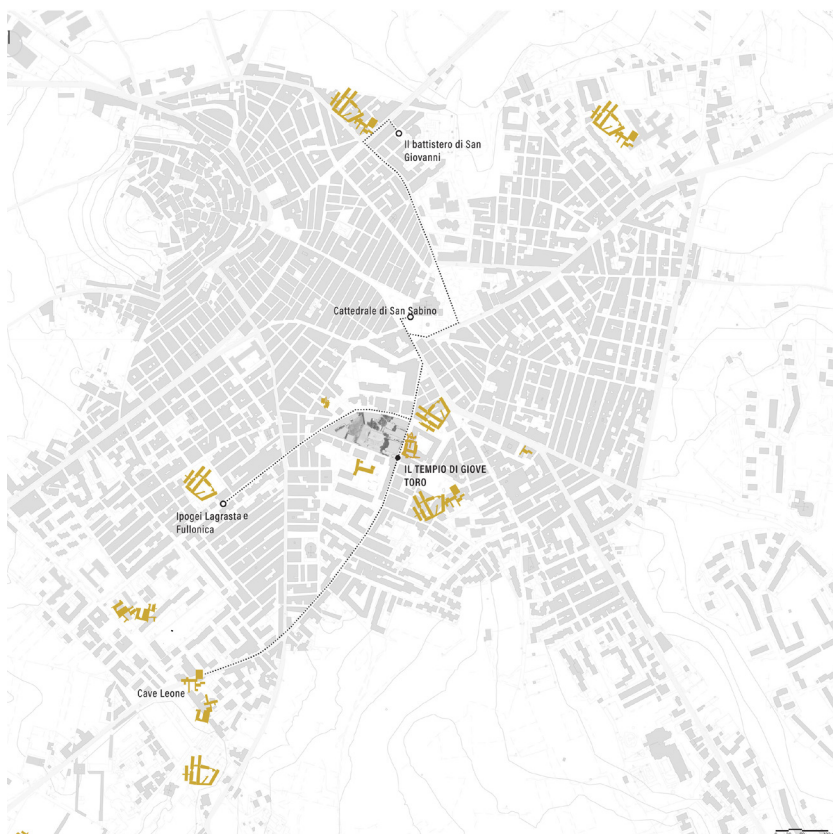 Il battistero di San
Giovanni
Cattedrale di San Sabino
IL TEMPIO DI GIOVE
TORO
Ipogei Lagrasta e
Fullonica
Cave Leone